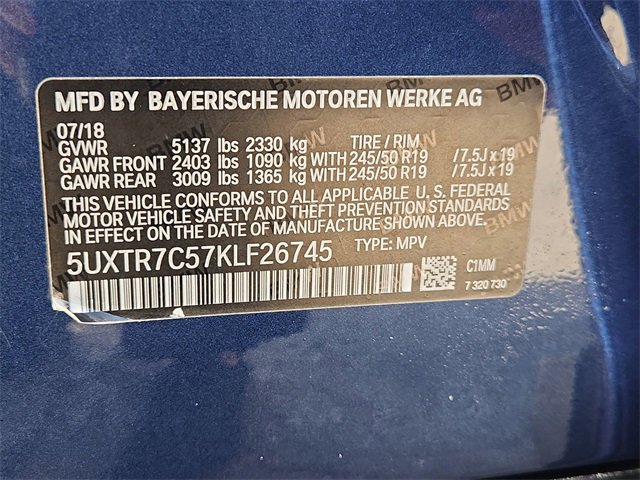 MFD BY BAYERISCHE MOTOREN WERKE AG
07/18
GVWR 5137 lbs 2330 kg TIRE / RIM
GAWR FRONT 2403 lbs 1090 kg WITH 245/50 R19 / 7.5J x 19
GAWR REAR 3009 lbs 1365 kg WITH 245/50 R19 / 7.5J x 19
THIS VEHICLE CONFORMS TO ALL APPLICABLE U. S. FEDERAL
MOTOR VEHICLE SAFETY AND THEFT PREVENTION STANDARDS
IN EFFECT ON THE DATE OF MANUFACTURE SHOWN ABOVE.
5UXTR7C57KLF26745 TYPE: MPV
C1MM
7 320 730
BMW
BMW
BMW